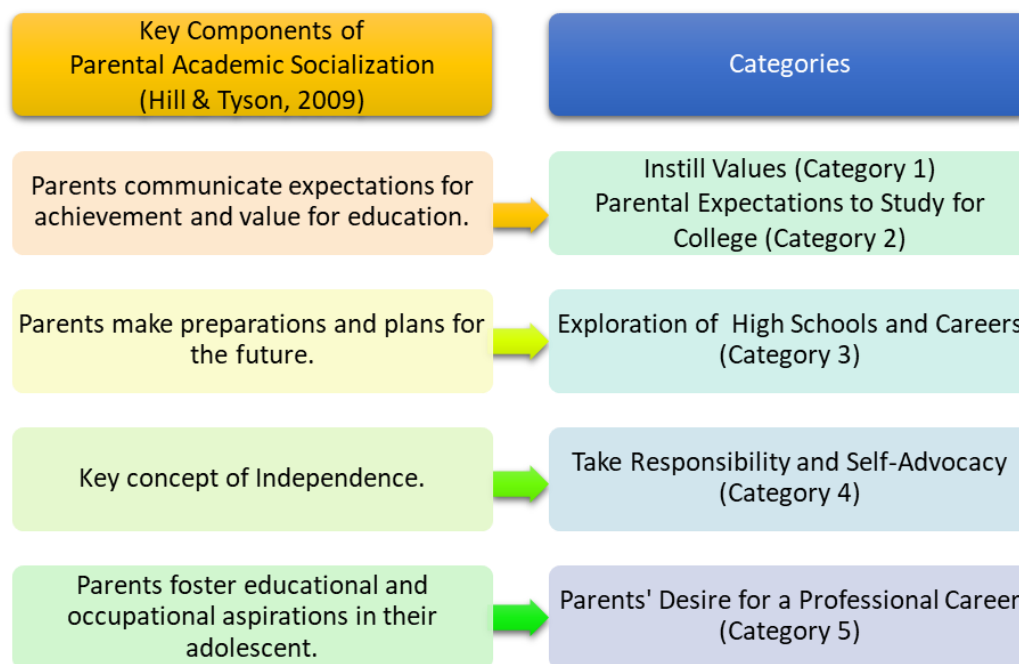 Key Components of
Parental Academic Socialization
(Hill & Tyson, 2009)
Categories
Parents communicate expectations for
achievement and value for education.
Instill Values (Category 1)
Parental Expectations to Study for
College (Category 2)
Parents make preparations and plans for
the future.
Exploration of High Schools and Careers
(Category 3)
Key concept of Independence.
Take Responsibility and Self-Advocacy
(Category 4)
Parents foster educational and
occupational aspirations in their
adolescent.
Parents' Desire for a Professional Career
(Category 5)